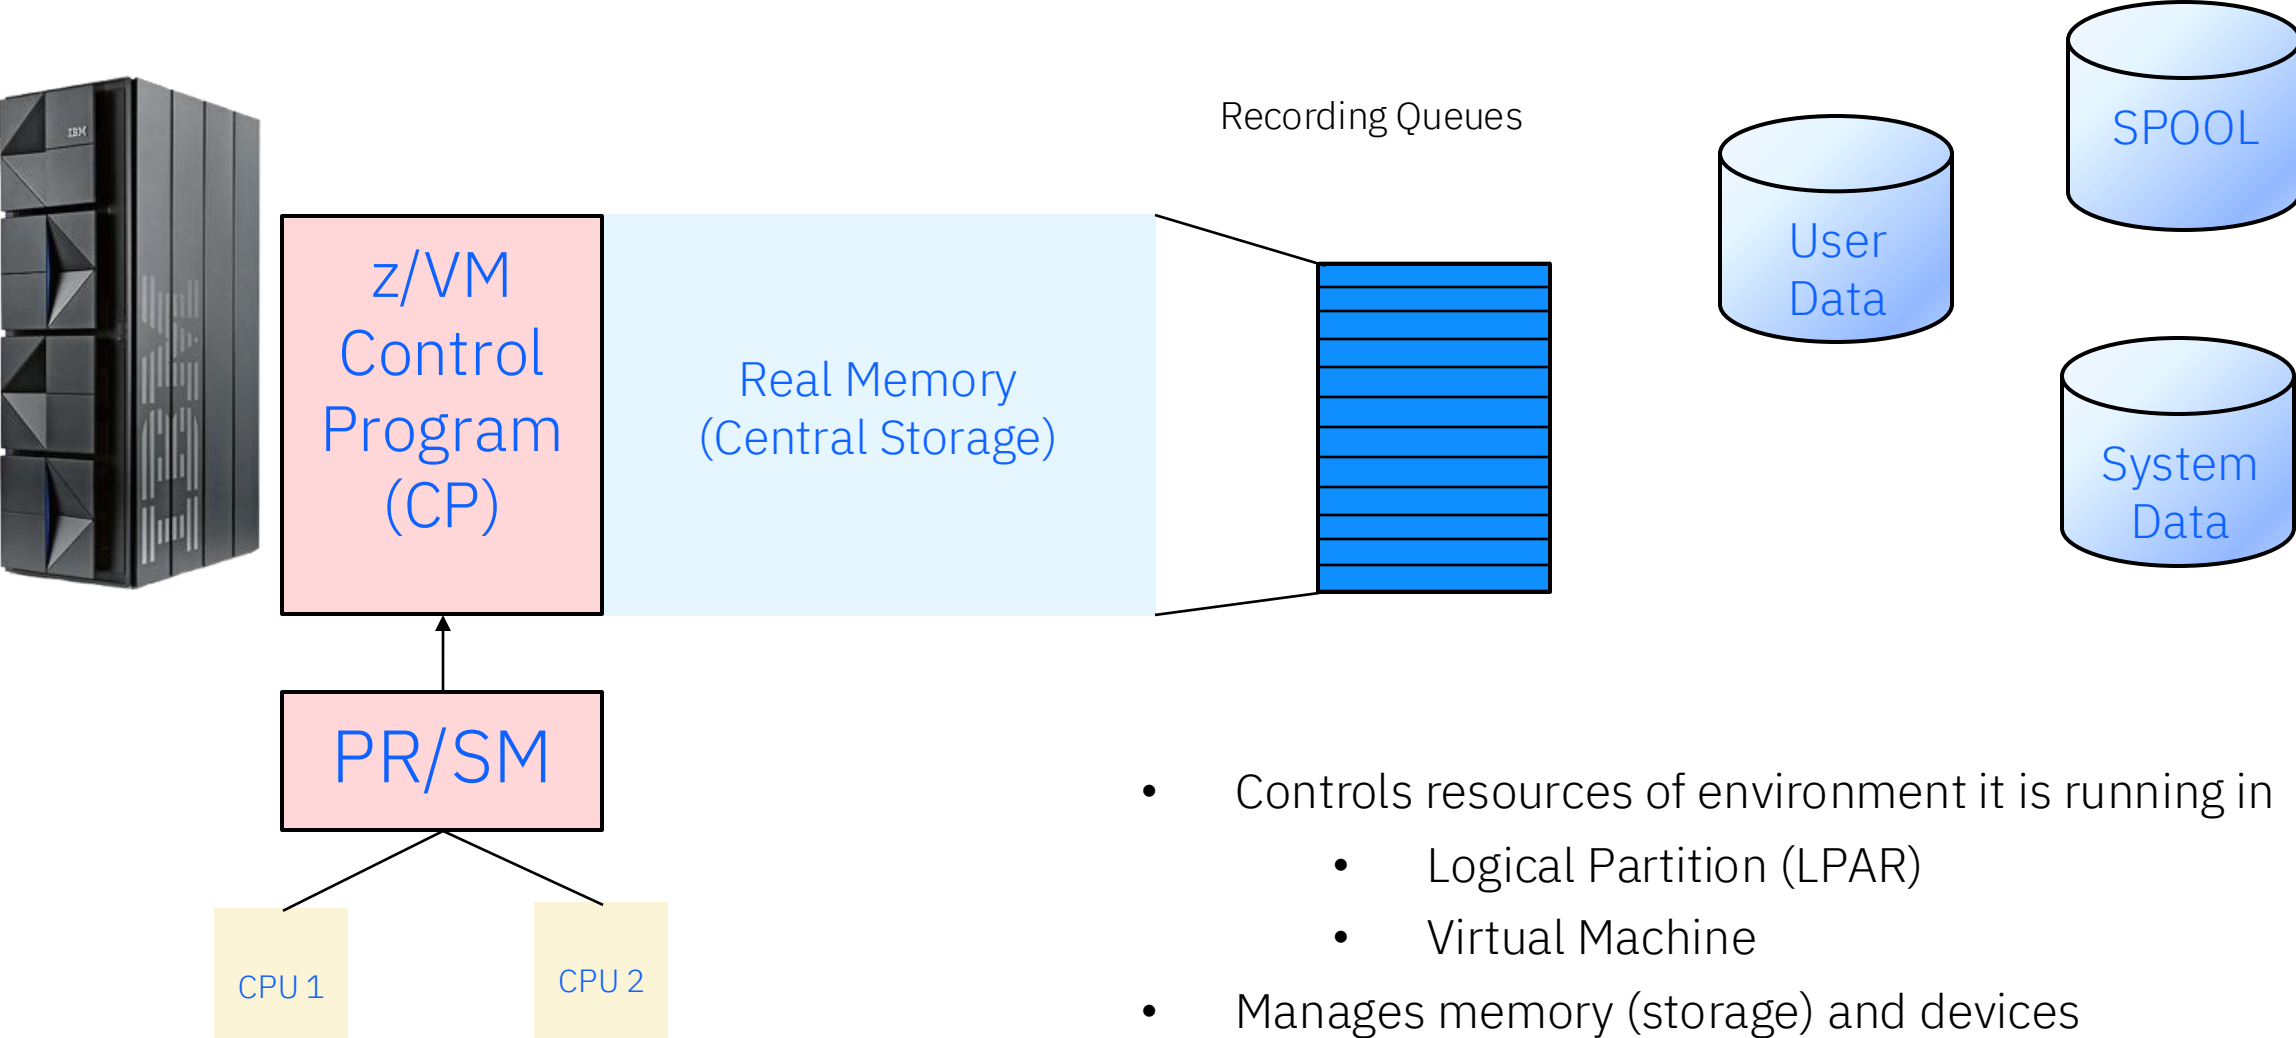 IBM
Recording Queues
SPOOL
User
Data
z/VM
Control
Program
(CP)
Real Memory
(Central Storage)
System
Data
PR/SM
CPU 1
CPU 2
• Controls resources of environment it is running in
• Logical Partition (LPAR)
• Virtual Machine
• Manages memory (storage) and devices
IBM